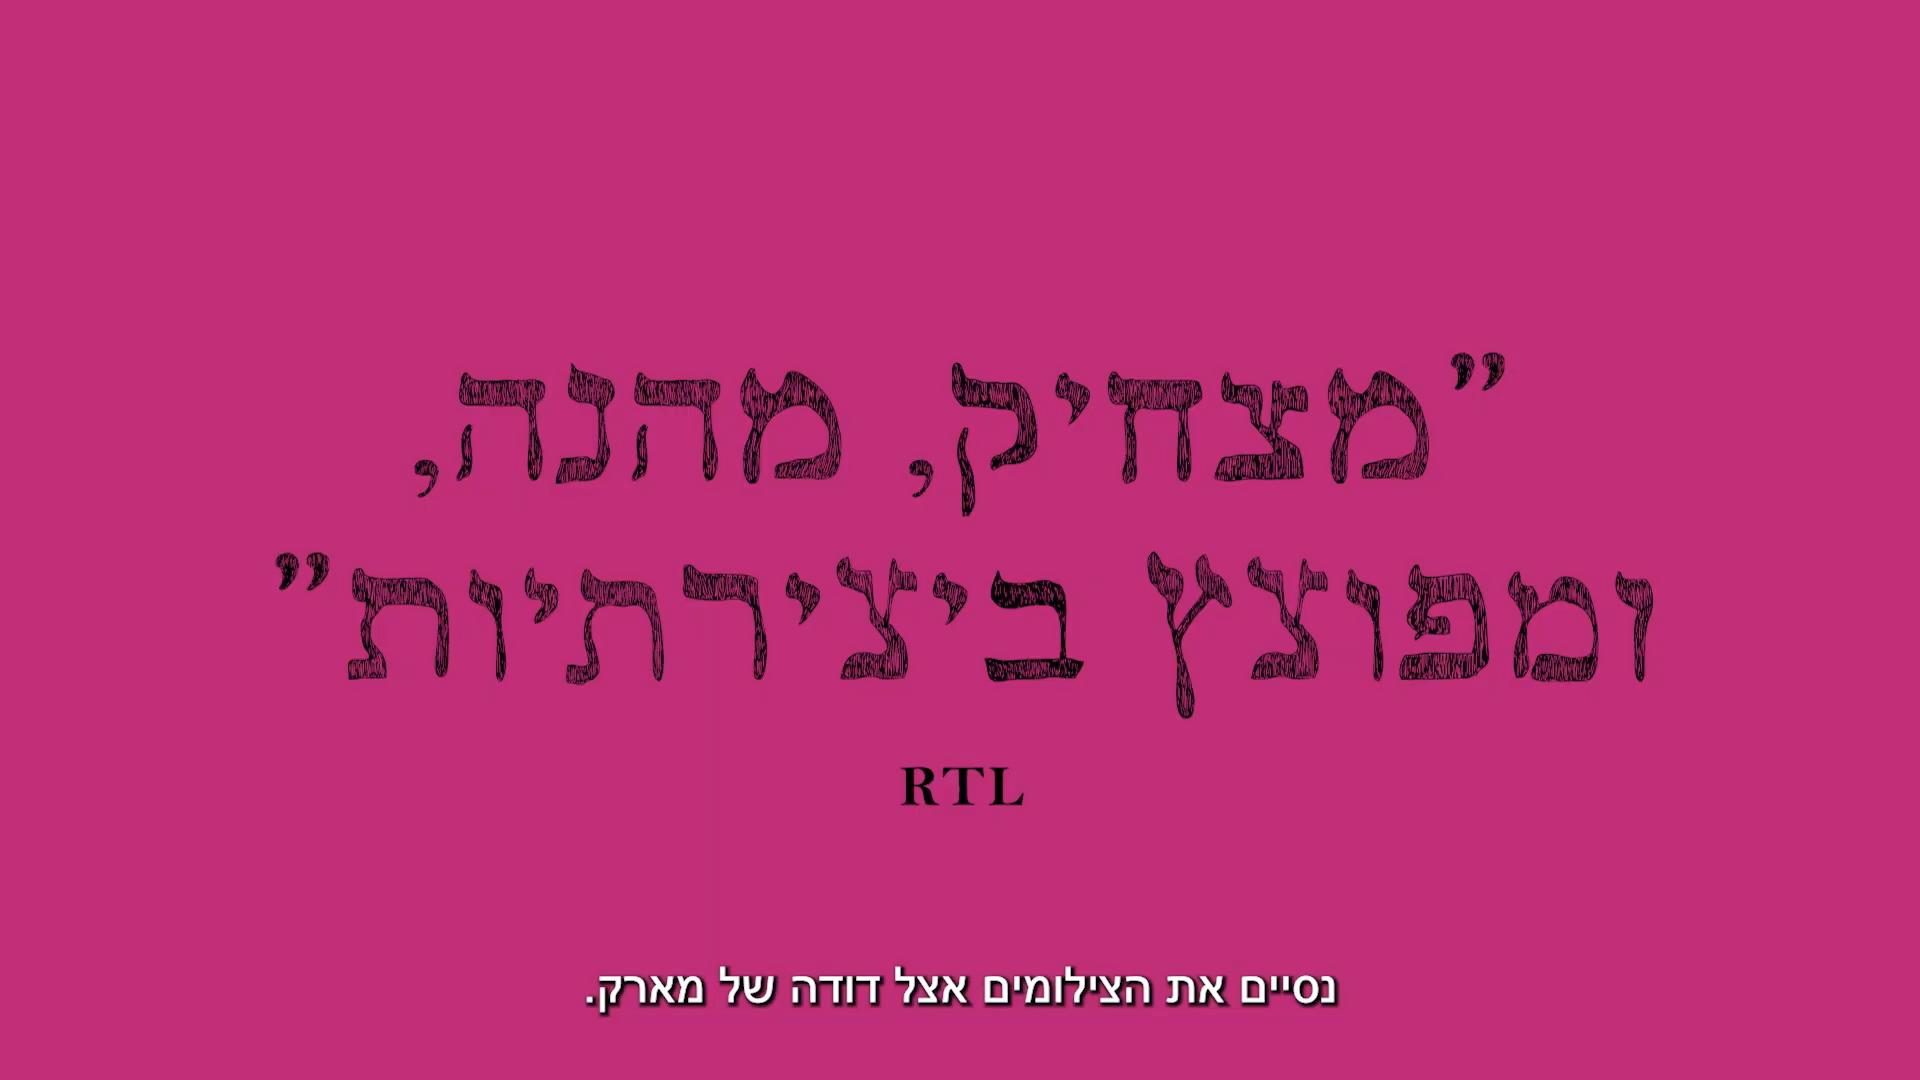 ”מצחיק, מהנה,
ומפוצץ ביצירתיות”
RTL
נסיים את הצילומים אצל דודה של מארק.